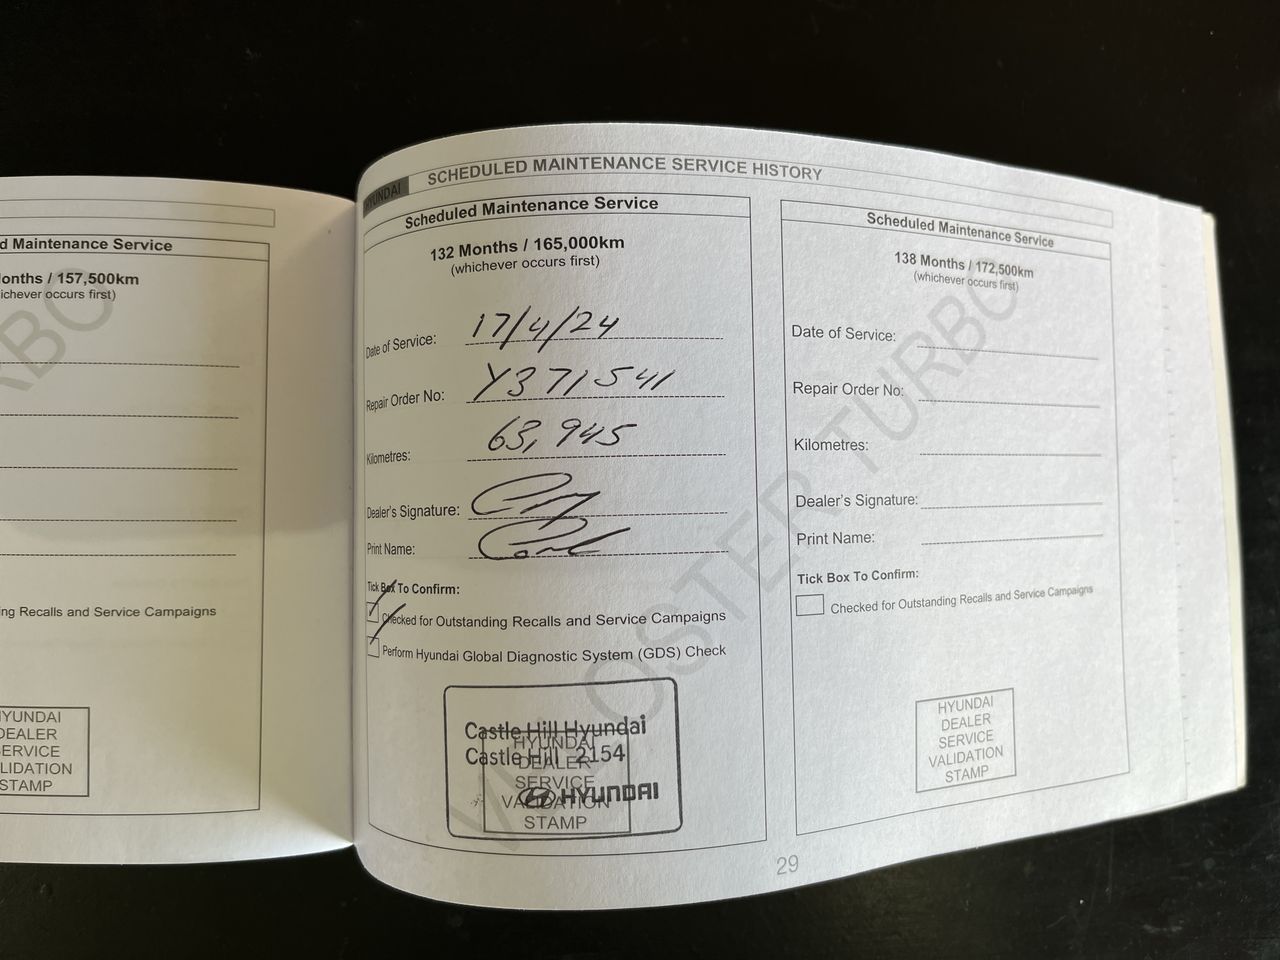 d Maintenance Service
onths / 157,500km
ichever occurs first)
ng Recalls and Service Campaigns
HYUNDAI
DEALER
SERVICE
VALIDATION
STAMP
HYUNDAI
SCHEDULED MAINTENANCE SERVICE HISTORY
Scheduled Maintenance Service
132 Months / 165,000km
(whichever occurs first)
Date of Service: 17/4/24
Repair Order No: Y371541
Kilometres: 63,945
Dealer's Signature:
Print Name:
Tick Box To Confirm:
Checked for Outstanding Recalls and Service Campaigns
Perform Hyundai Global Diagnostic System (GDS) Check
Castle Hill Hyundai
Castle Hill 2154
HYUNDAI
HYUNDAI
DEALER
SERVICE
VALIDATION
STAMP
Scheduled Maintenance Service
138 Months / 172,500km
(whichever occurs first)
Date of Service:
Repair Order No:
Kilometres:
Dealer's Signature:
Print Name:
Tick Box To Confirm:
Checked for Outstanding Recalls and Service Campaigns
HYUNDAI
DEALER
SERVICE
VALIDATION
STAMP
VELOSTER TURBO
29